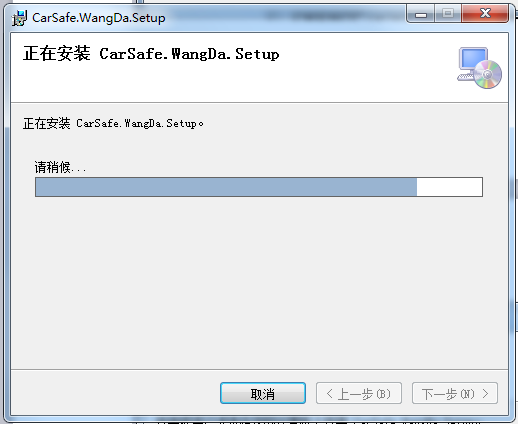 CarSafe.WangDa.Setup
正在安装 CarSafe.WangDa.Setup
正在安装 CarSafe.WangDa.Setup。
请稍候...
取消
< 上一步(B)
下一步(N) >